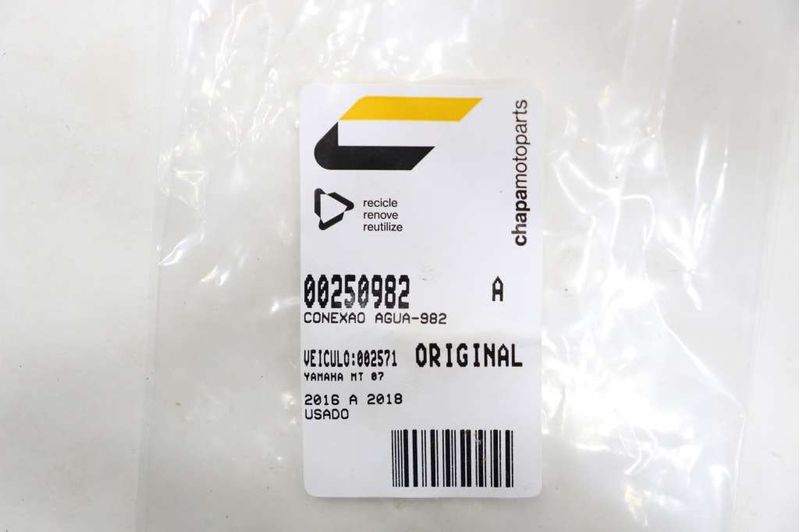 chapamotoparts
recicle
renove
reutilize
00250982 A
CONEXAO AGUA-982
VEICULO:002571 ORIGINAL
YAMAHA MT 07
2016 A 2018
USADO